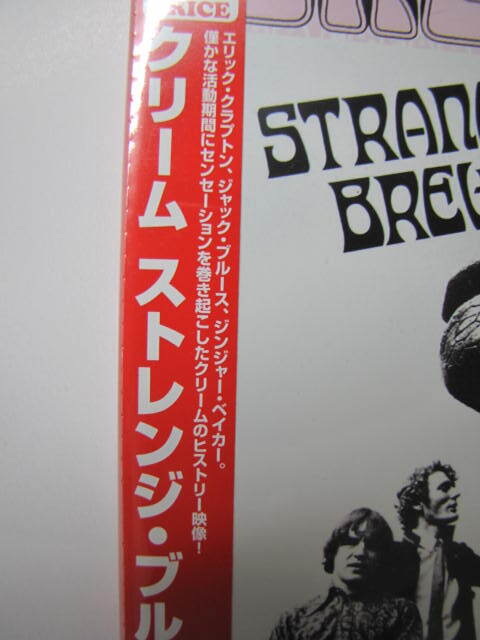 RICE
クリーム ストレンジ・ブル
エリック・クラプトン、ジャック・ブルース、ジンジャー・ベイカー。
僅かな活動期間にセンセーションを巻き起こしたクリームのヒストリー映像!
STRAN
BRE